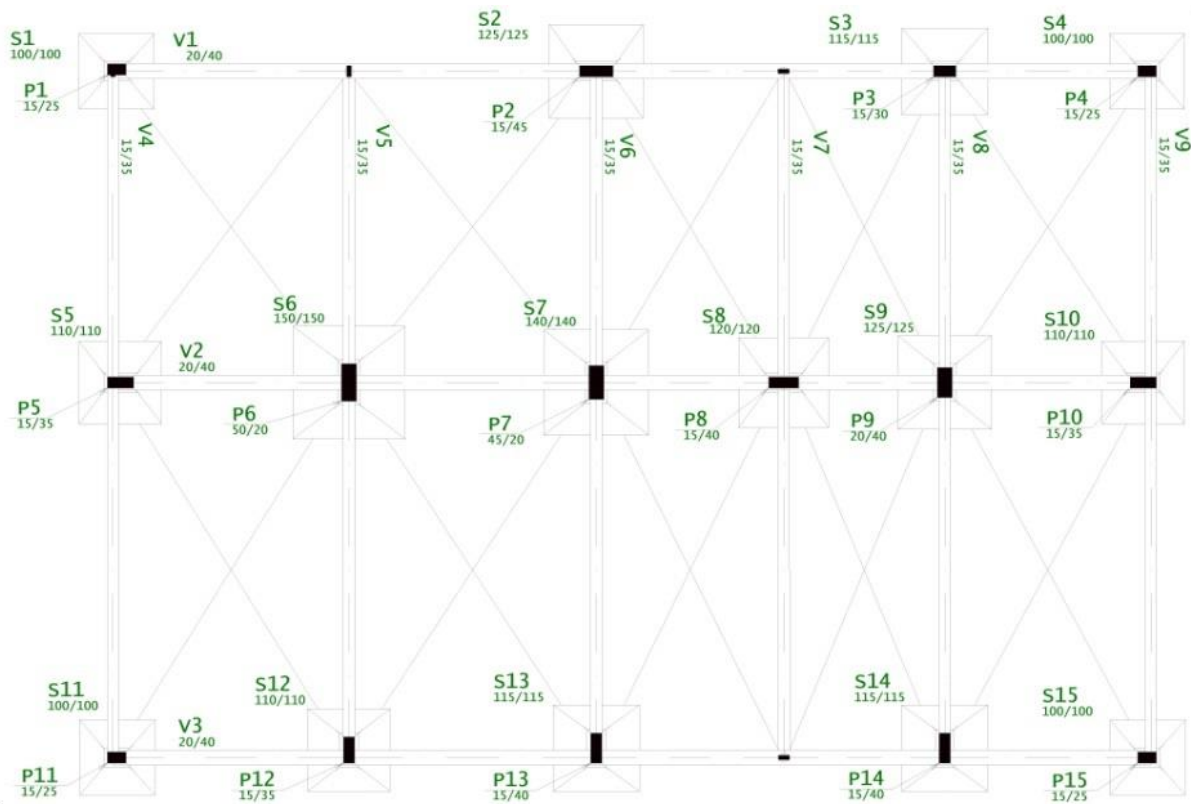 S1
100/100
V1
20/40
S2
125/125
S3
115/115
S4
100/100
P1
15/25
P2
15/45
P3
15/30
P4
15/25
V4
15/35
V5
15/35
V6
15/35
V7
15/35
V8
15/35
V9
15/35
S5
110/110
V2
20/40
S6
150/150
S7
140/140
S8
120/120
S9
125/125
S10
110/110
P5
15/35
P6
50/20
P7
45/20
P8
15/40
P9
20/40
P10
15/35
S11
100/100
V3
20/40
S12
110/110
S13
115/115
S14
115/115
S15
100/100
P11
15/25
P12
15/35
P13
15/40
P14
15/40
P15
15/25